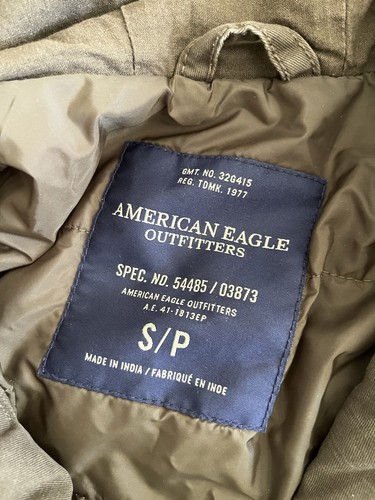 GMT. NO. 32G415
REG. TDMK. 1977
AMERICAN EAGLE
OUTFITTERS
SPEC. NO. 54485 / 03873
AMERICAN EAGLE OUTFITTERS
A.E. 41-1813EP
S/P
MADE IN INDIA / FABRIQUÉ EN INDE